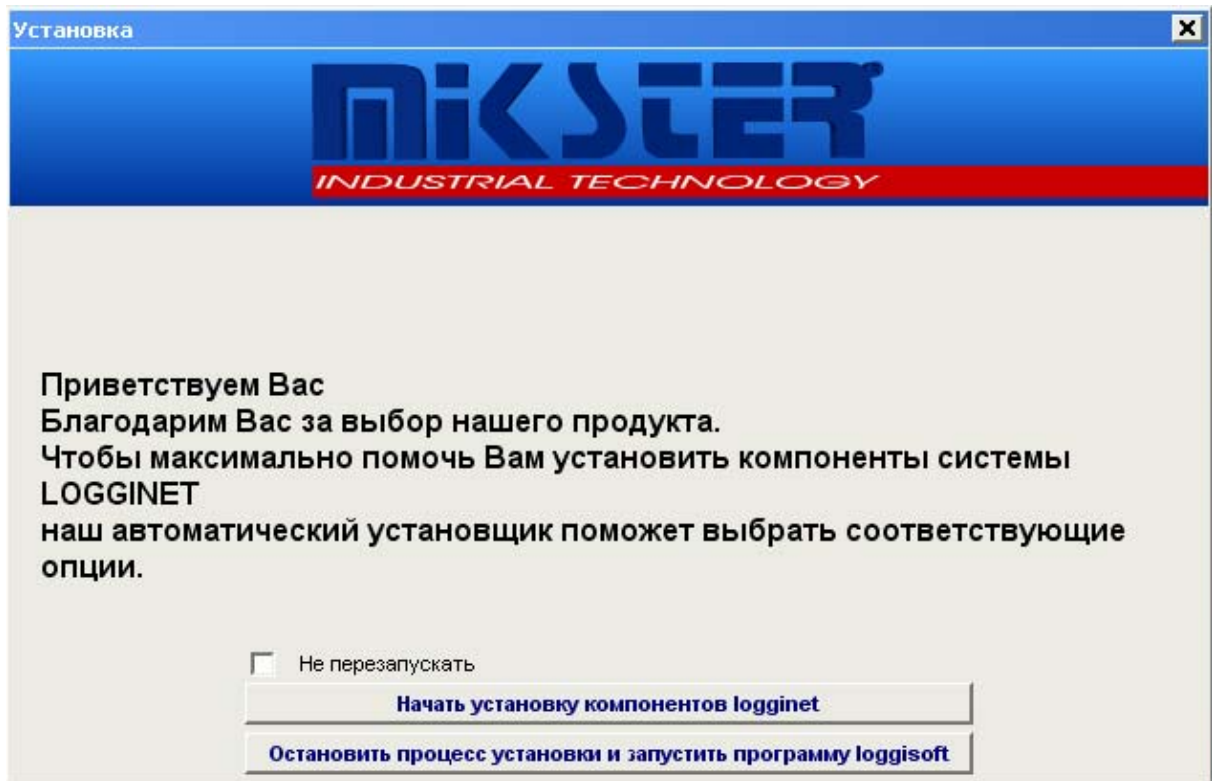 Установка
MIKSTER
INDUSTRIAL TECHNOLOGY
Приветствуем Вас
Благодарим Вас за выбор нашего продукта.
Чтобы максимально помочь Вам установить компоненты системы
LOGGINET
наш автоматический установщик поможет выбрать соответствующие
опции.
Не перезапускать
Начать установку компонентов logginet
Остановить процесс установки и запустить программу loggisoft